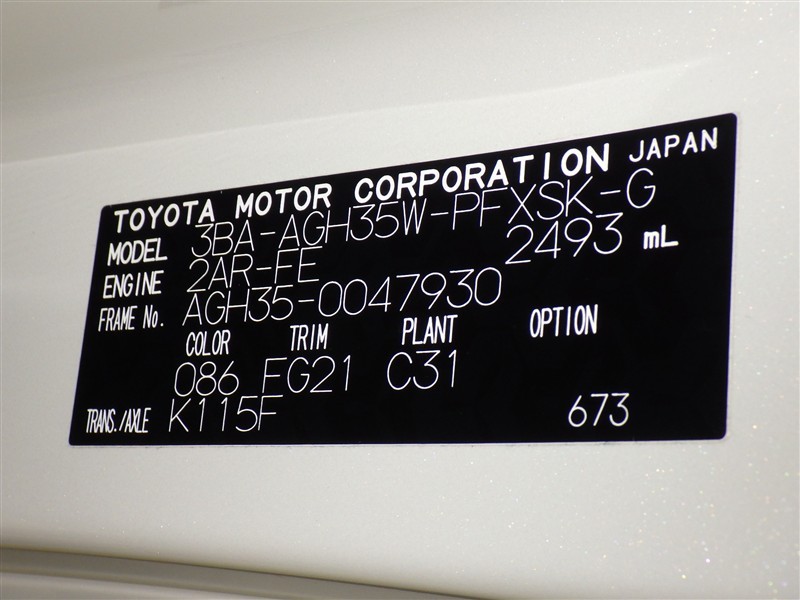 TOYOTA MOTOR CORPORATION JAPAN
MODEL 3BA-AGH35W-PFXSK-G
ENGINE 2AR-FE 2493 mL
FRAME No. AGH35-0047930
COLOR TRIM PLANT OPTION
086 FG21 C31
TRANS./AXLE K115F 673